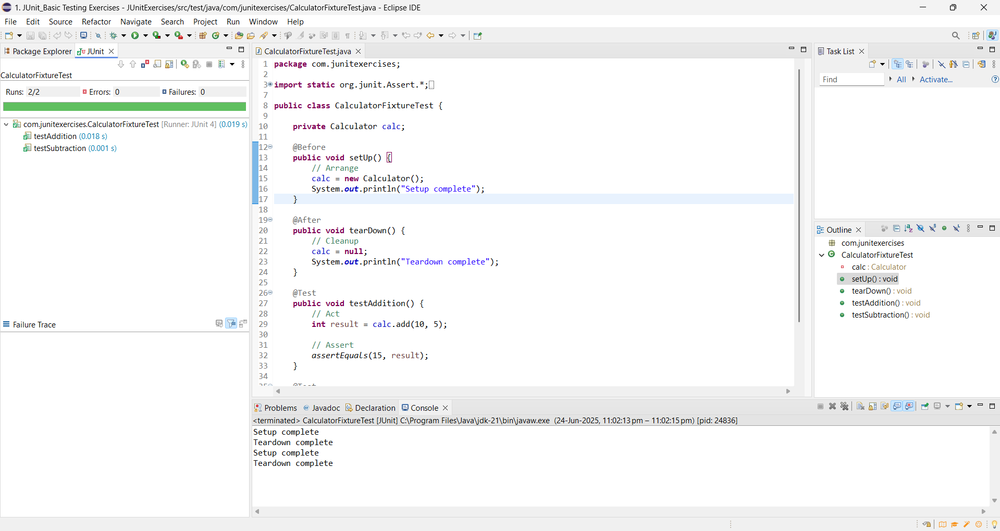 1. JUnit_Basic Testing Exercises - JUnitExercises/src/test/java/com/junitexercises/CalculatorFixtureTest.java - Eclipse IDE
File Edit Source Refactor Navigate Search Project Run Window Help
Package Explorer JUnit
CalculatorFixtureTest
Runs: 2/2 Errors: 0 Failures: 0
com.junitexercises.CalculatorFixtureTest [Runner: JUnit 4] (0.019 s)
testAddition (0.018 s)
testSubtraction (0.001 s)
Failure Trace
CalculatorFixtureTest.java
1 package com.junitexercises;
2
3 import static org.junit.Assert.*;
7
8 public class CalculatorFixtureTest {
9
10 private Calculator calc;
11
12 @Before
13 public void setUp() {
14 // Arrange
15 calc = new Calculator();
16 System.out.println("Setup complete");
17 }
18
19 @After
20 public void tearDown() {
21 // Cleanup
22 calc = null;
23 System.out.println("Teardown complete");
24 }
25
26 @Test
27 public void testAddition() {
28 // Act
29 int result = calc.add(10, 5);
30
31 // Assert
32 assertEquals(15, result);
33 }
34
35 @Test
Task List
Find All Activate...
Outline
com.junitexercises
CalculatorFixtureTest
calc : Calculator
setUp() : void
tearDown() : void
testAddition() : void
testSubtraction() : void
Problems Javadoc Declaration Console
<terminated> CalculatorFixtureTest [JUnit] C:\Program Files\Java\jdk-21\bin\javaw.exe (24-Jun-2025, 11:02:13 pm – 11:02:15 pm) [pid: 24836]
Setup complete
Teardown complete
Setup complete
Teardown complete